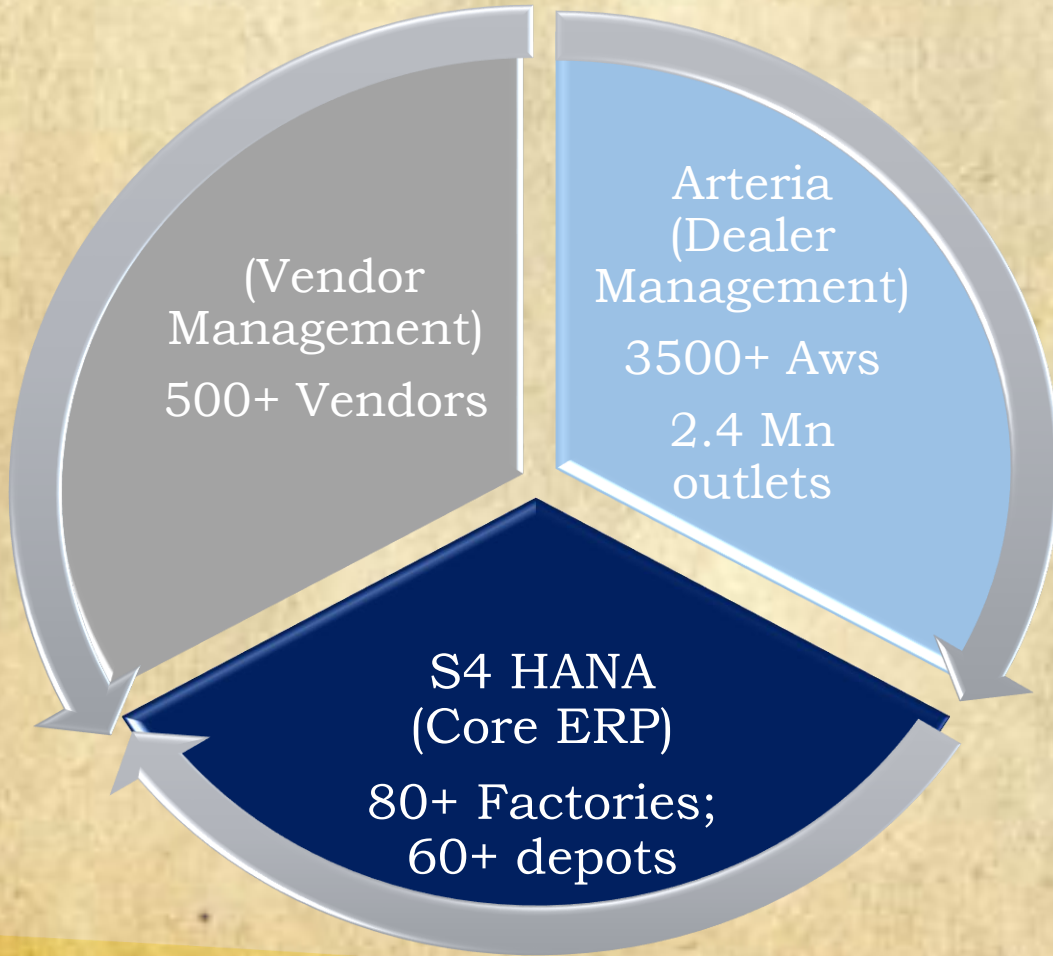 (Vendor
Management)
500+ Vendors
Arteria
(Dealer
Management)
3500+ Aws
2.4 Mn
outlets
S4 HANA
(Core ERP)
80+ Factories;
60+ depots